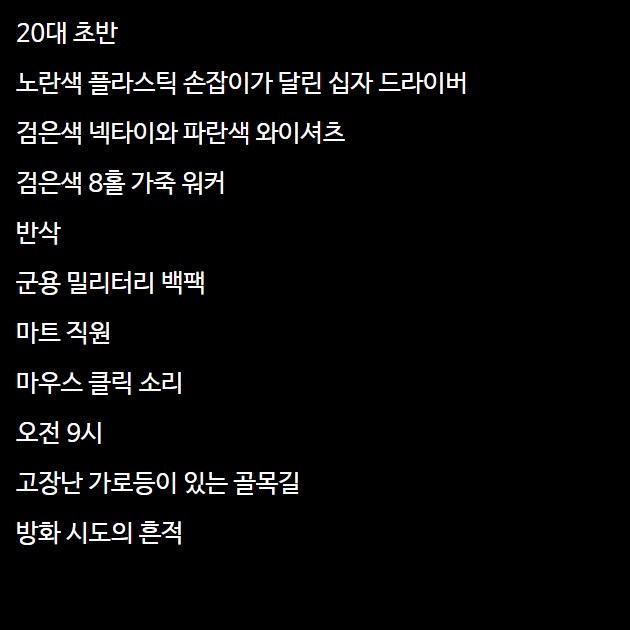 20대 초반
노란색 플라스틱 손잡이가 달린 십자 드라이버
검은색 넥타이와 파란색 와이셔츠
검은색 8홀 가죽 워커
반삭
군용 밀리터리 백팩
마트 직원
마우스 클릭 소리
오전 9시
고장난 가로등이 있는 골목길
방화 시도의 흔적